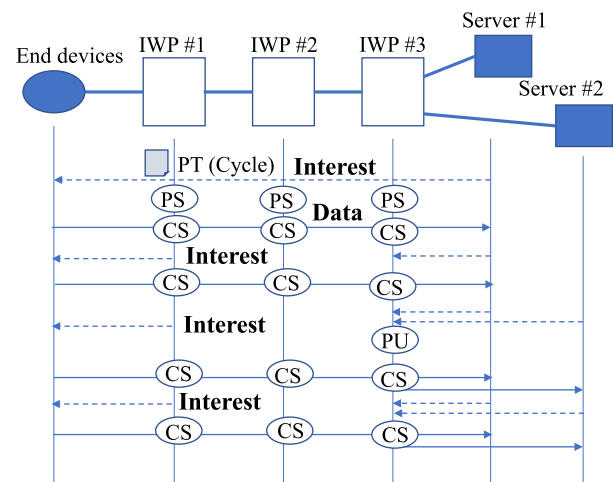 Server #1
End devices IWP #1 IWP #2 IWP #3
Server #2
PT (Cycle) Interest
PS PS PS
Data
CS CS CS
Interest
CS CS CS
Interest
PU
CS CS CS
Interest
CS CS CS